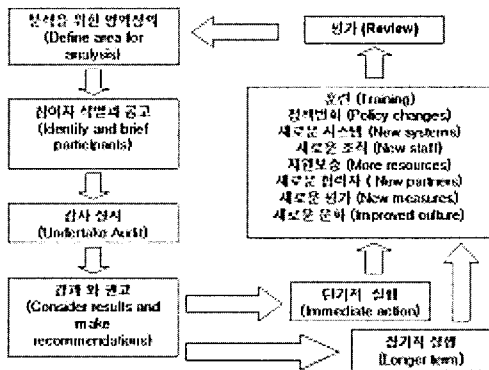 분석을 위한 영역정의
(Define area for
analysis)
참여자 식별과 공고
(Identify and brief
participants)
감사 실시
(Undertake Audit)
결과 와 권고
(Consider results and
make
recommendations)
평가 (Review)
훈련 (Training)
정책변화 (Policy changes)
새로운 시스템 (New systems)
새로운 조직 (New staff)
지원보충 (More resources)
새로운 협력자 ( New partners)
새로운 평가 (New measures)
새로운 문화 (Improved culture)
단기적 실행
(Immediate action)
장기적 실행
(Longer term)